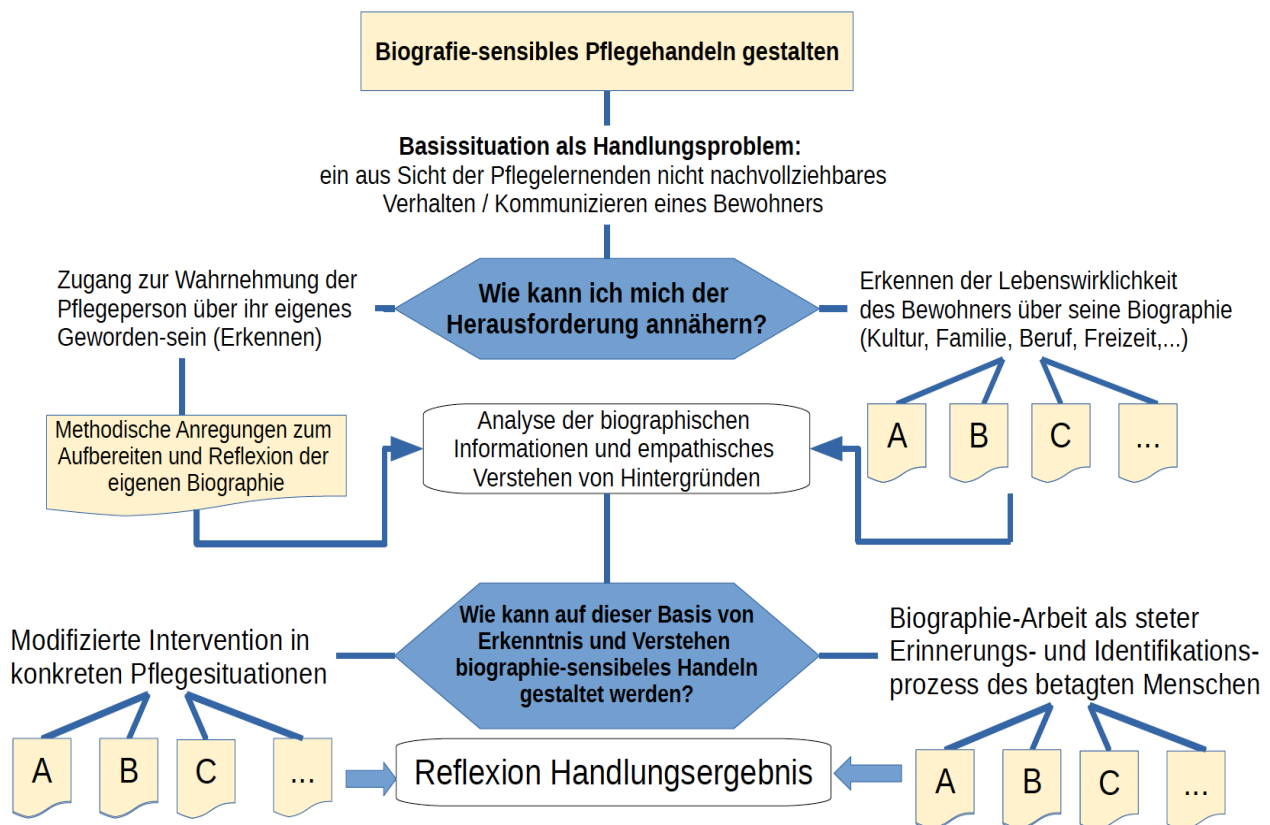 Biografie-sensibles Pflegehandeln gestalten
Basissituation als Handlungsproblem:
ein aus Sicht der Pflegelernenden nicht nachvollziehbares
Verhalten / Kommunizieren eines Bewohners
Zugang zur Wahrnehmung der
Pflegeperson über ihr eigenes
Geworden-sein (Erkennen)
Wie kann ich mich der
Herausforderung annähern?
Erkennen der Lebenswirklichkeit
des Bewohners über seine Biographie
(Kultur, Familie, Beruf, Freizeit,...)
Methodische Anregungen zum
Aufbereiten und Reflexion der
eigenen Biographie
Analyse der biographischen
Informationen und empathisches
Verstehen von Hintergründen
A
B
C
...
Modifizierte Intervention in
konkreten Pflegesituationen
Wie kann auf dieser Basis von
Erkenntnis und Verstehen
biographie-sensibeles Handeln
gestaltet werden?
Biographie-Arbeit als steter
Erinnerungs- und Identifikations-
prozess des betagten Menschen
A
B
C
...
Reflexion Handlungsergebnis
A
B
C
...